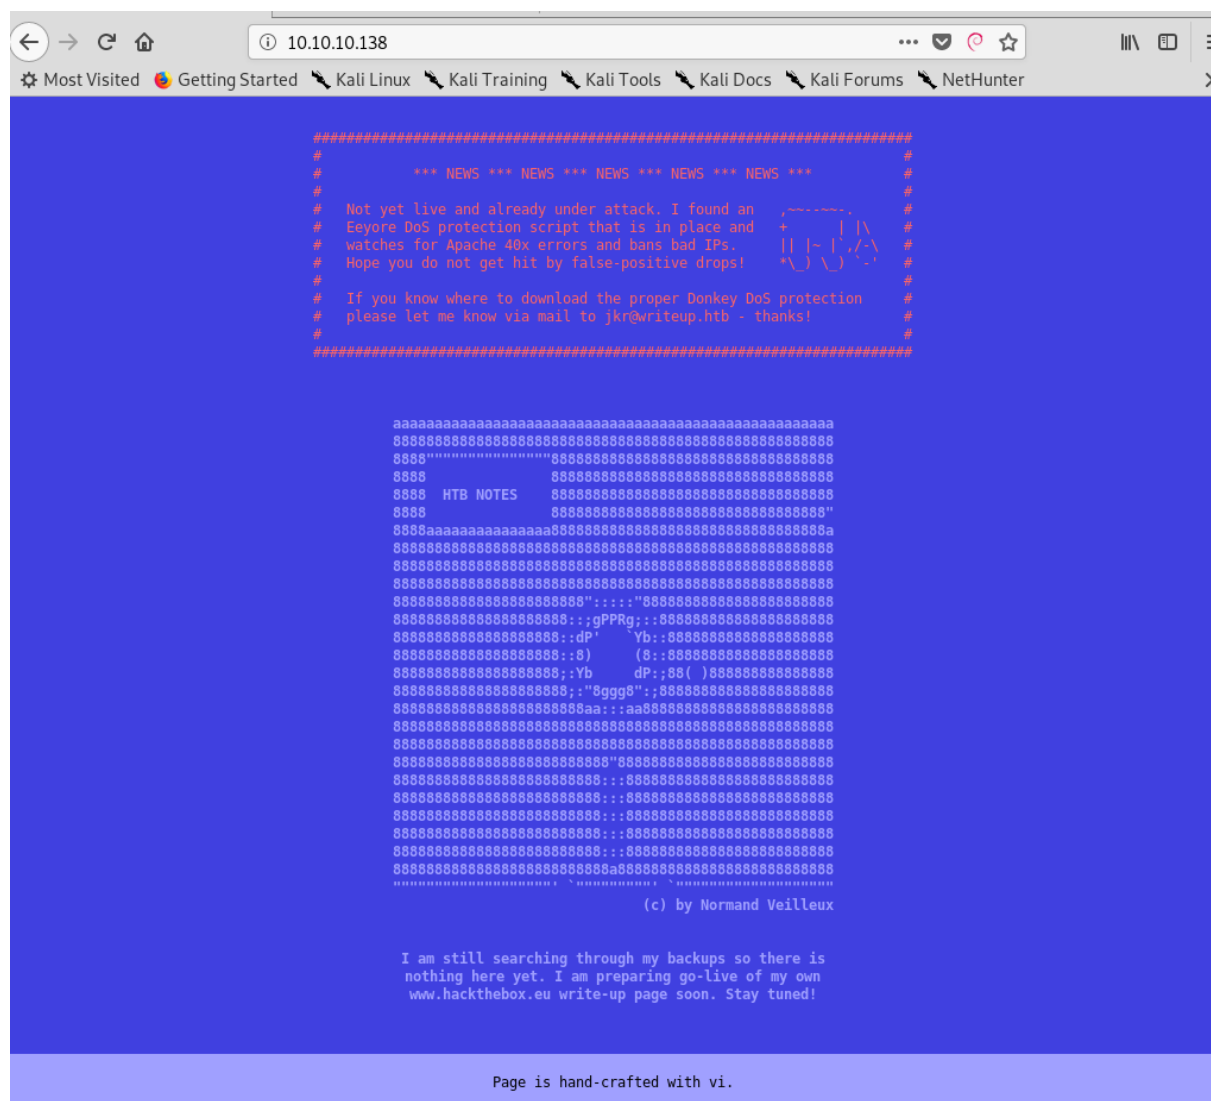 10.10.10.138
Most Visited Getting Started Kali Linux Kali Training Kali Tools Kali Docs Kali Forums NetHunter
########################################################################
#                                                                      #
#           *** NEWS *** NEWS *** NEWS *** NEWS *** NEWS ***           #
#                                                                      #
#   Not yet live and already under attack. I found an   ,~~--~~-.      #
#   Eeyore DoS protection script that is in place and   +      | |\    #
#   watches for Apache 40x errors and bans bad IPs.     || |~ |`,/-\   #
#   Hope you do not get hit by false-positive drops!    *\_) \_) `-'   #
#                                                                      #
#   If you know where to download the proper Donkey DoS protection     #
#   please let me know via mail to jkr@writeup.htb - thanks!           #
#                                                                      #
########################################################################
HTB NOTES
(c) by Normand Veilleux
I am still searching through my backups so there is
nothing here yet. I am preparing go-live of my own
www.hackthebox.eu write-up page soon. Stay tuned!
Page is hand-crafted with vi.